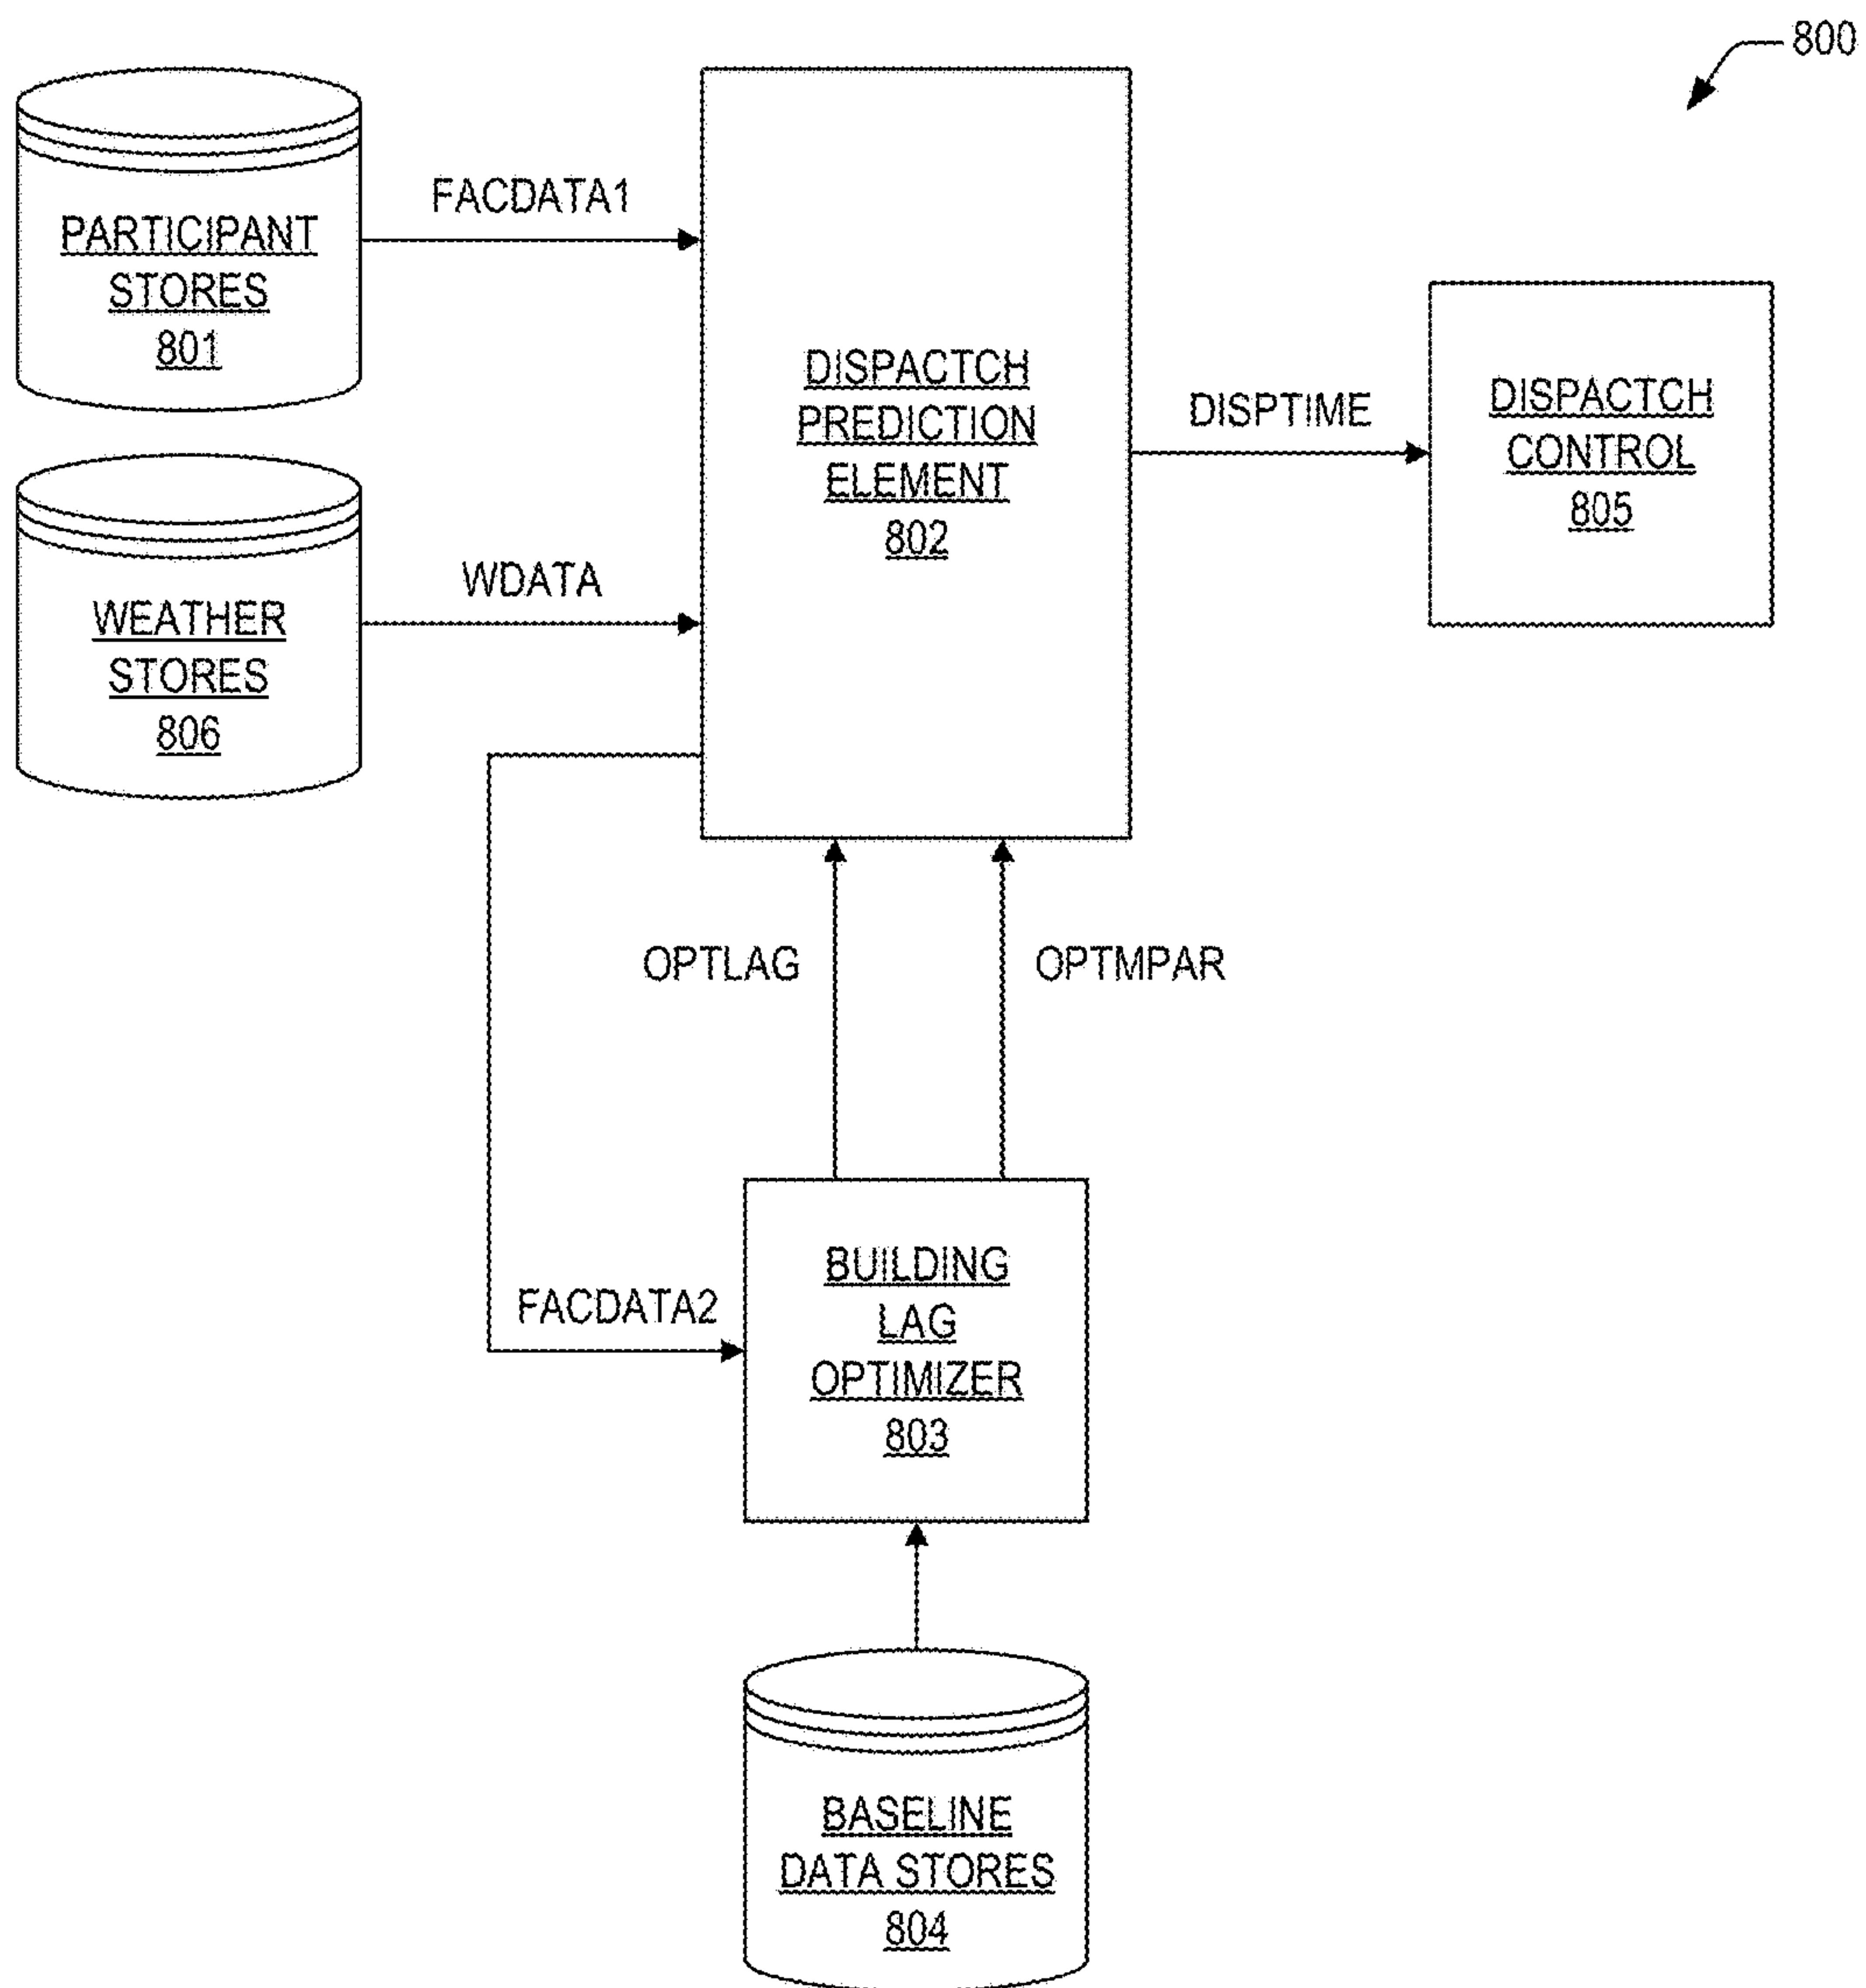 800
PARTICIPANT
STORES
801
FACDATA1
DISPACTCH
PREDICTION
ELEMENT
802
DISPTIME
DISPACTCH
CONTROL
805
WEATHER
STORES
806
WDATA
OPTLAG
OPTMPAR
FACDATA2
BUILDING
LAG
OPTIMIZER
803
BASELINE
DATA STORES
804